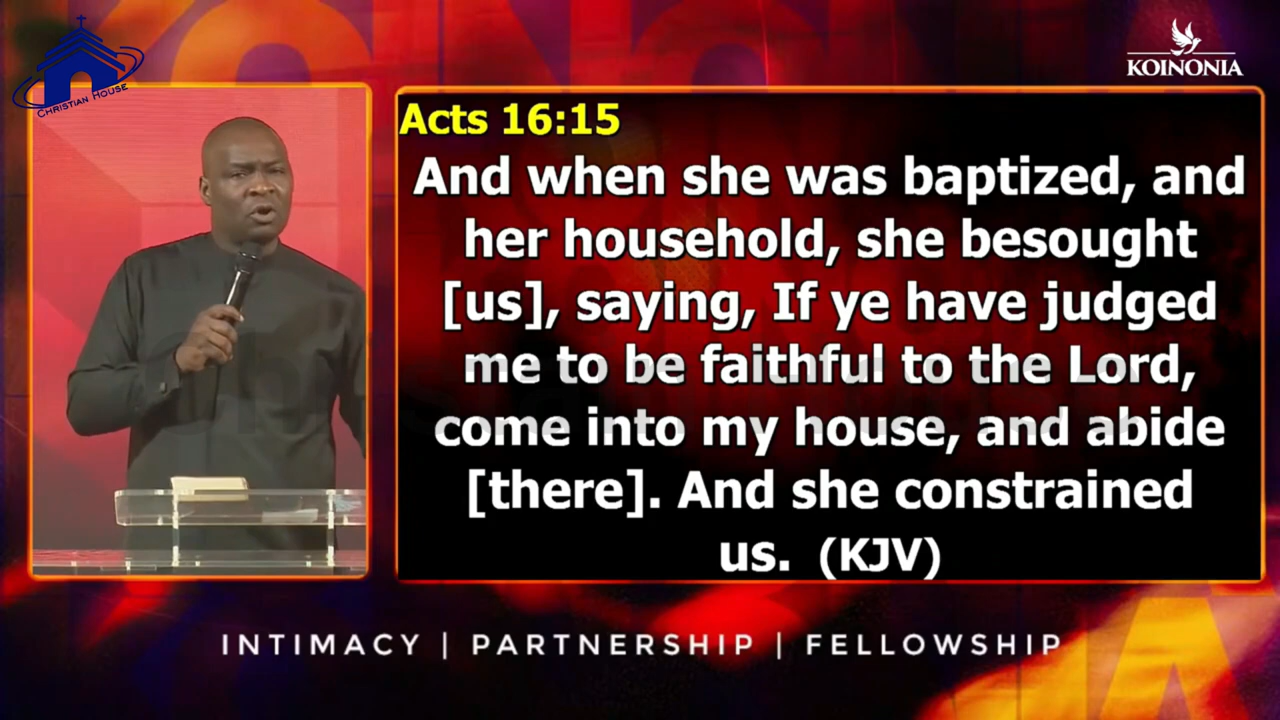 CHRISTIAN HOUSE
KOINONIA
Acts 16:15
And when she was baptized, and
her household, she besought
[us], saying, If ye have judged
me to be faithful to the Lord,
come into my house, and abide
[there]. And she constrained
us. (KJV)
INTIMACY | PARTNERSHIP | FELLOWSHIP